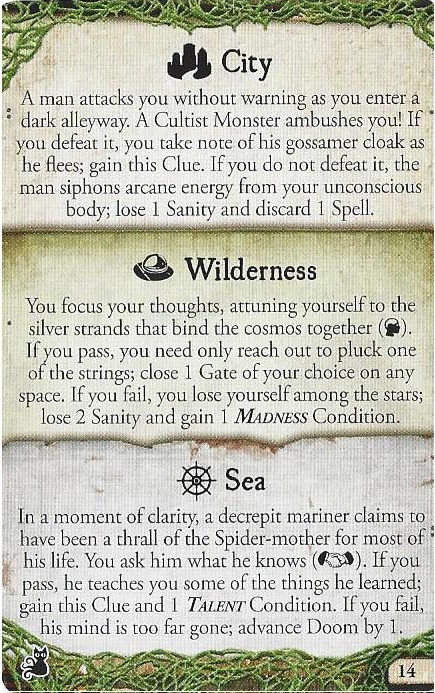 City
A man attacks you without warning as you enter a
dark alleyway. A Cultist Monster ambushes you! If
you defeat it, you take note of his gossamer cloak as
he flees; gain this Clue. If you do not defeat it, the
man siphons arcane energy from your unconscious
body; lose 1 Sanity and discard 1 Spell.
Wilderness
You focus your thoughts, attuning yourself to the
silver strands that bind the cosmos together ( ).
If you pass, you need only reach out to pluck one
of the strings; close 1 Gate of your choice on any
space. If you fail, you lose yourself among the stars;
lose 2 Sanity and gain 1 MADNESS Condition.
Sea
In a moment of clarity, a decrepit mariner claims to
have been a thrall of the Spider-mother for most of
his life. You ask him what he knows ( ). If you
pass, he teaches you some of the things he learned;
gain this Clue and 1 TALENT Condition. If you fail,
his mind is too far gone; advance Doom by 1.
14